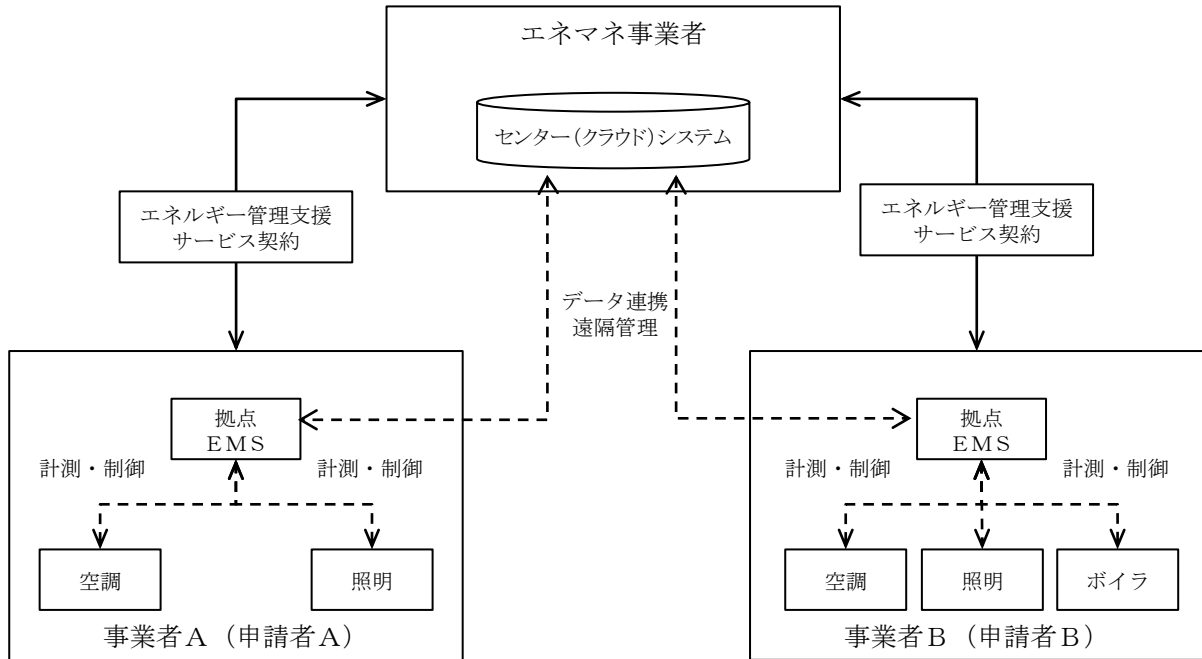 エネマネ事業者
センター(クラウド)システム
エネルギー管理支援
サービス契約
エネルギー管理支援
サービス契約
データ連携
遠隔管理
拠点
ＥＭＳ
計測・制御
計測・制御
空調
照明
事業者Ａ（申請者Ａ）
拠点
ＥＭＳ
計測・制御
計測・制御
空調
照明
ボイラ
事業者Ｂ（申請者Ｂ）